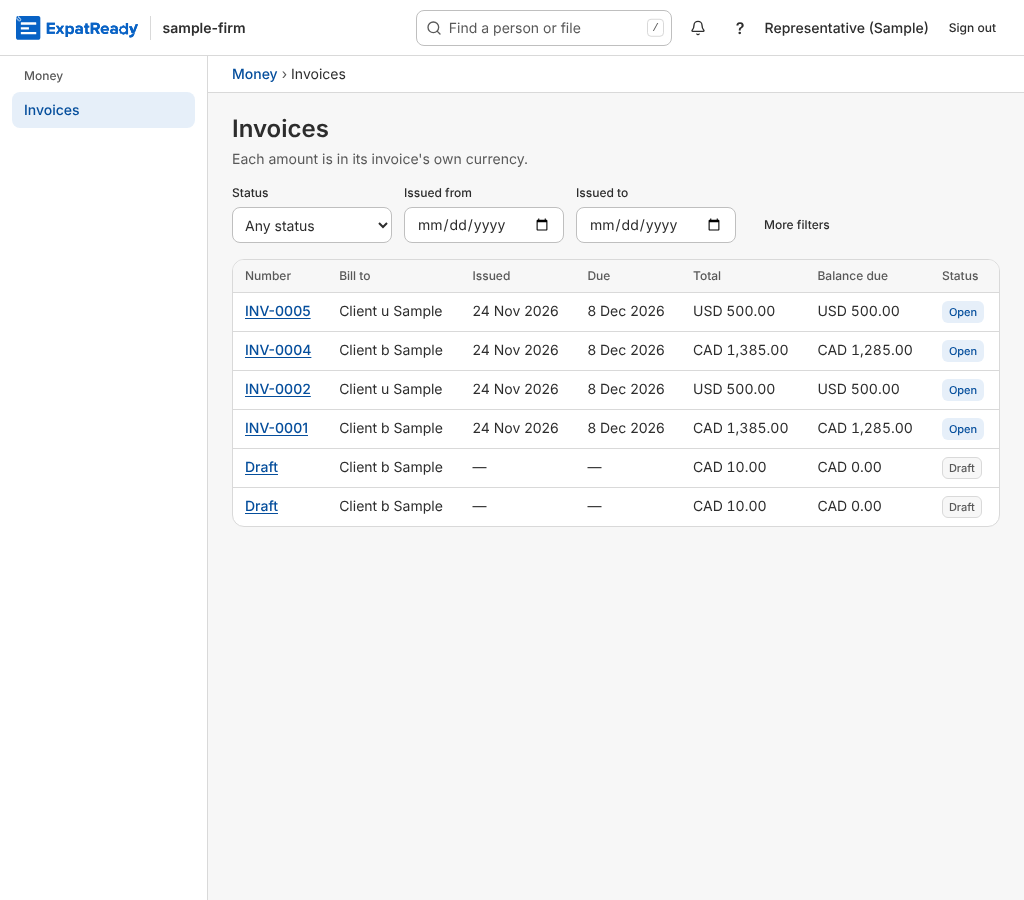 ExpatReady sample-firm Find a person or file / ? Representative (Sample) Sign out
Money
Invoices
Money › Invoices
Invoices
Each amount is in its invoice's own currency.
Status Issued from Issued to
Any status mm/dd/yyyy mm/dd/yyyy More filters
Number Bill to Issued Due Total Balance due Status
INV-0005 Client u Sample 24 Nov 2026 8 Dec 2026 USD 500.00 USD 500.00 Open
INV-0004 Client b Sample 24 Nov 2026 8 Dec 2026 CAD 1,385.00 CAD 1,285.00 Open
INV-0002 Client u Sample 24 Nov 2026 8 Dec 2026 USD 500.00 USD 500.00 Open
INV-0001 Client b Sample 24 Nov 2026 8 Dec 2026 CAD 1,385.00 CAD 1,285.00 Open
Draft Client b Sample — — CAD 10.00 CAD 0.00 Draft
Draft Client b Sample — — CAD 10.00 CAD 0.00 Draft